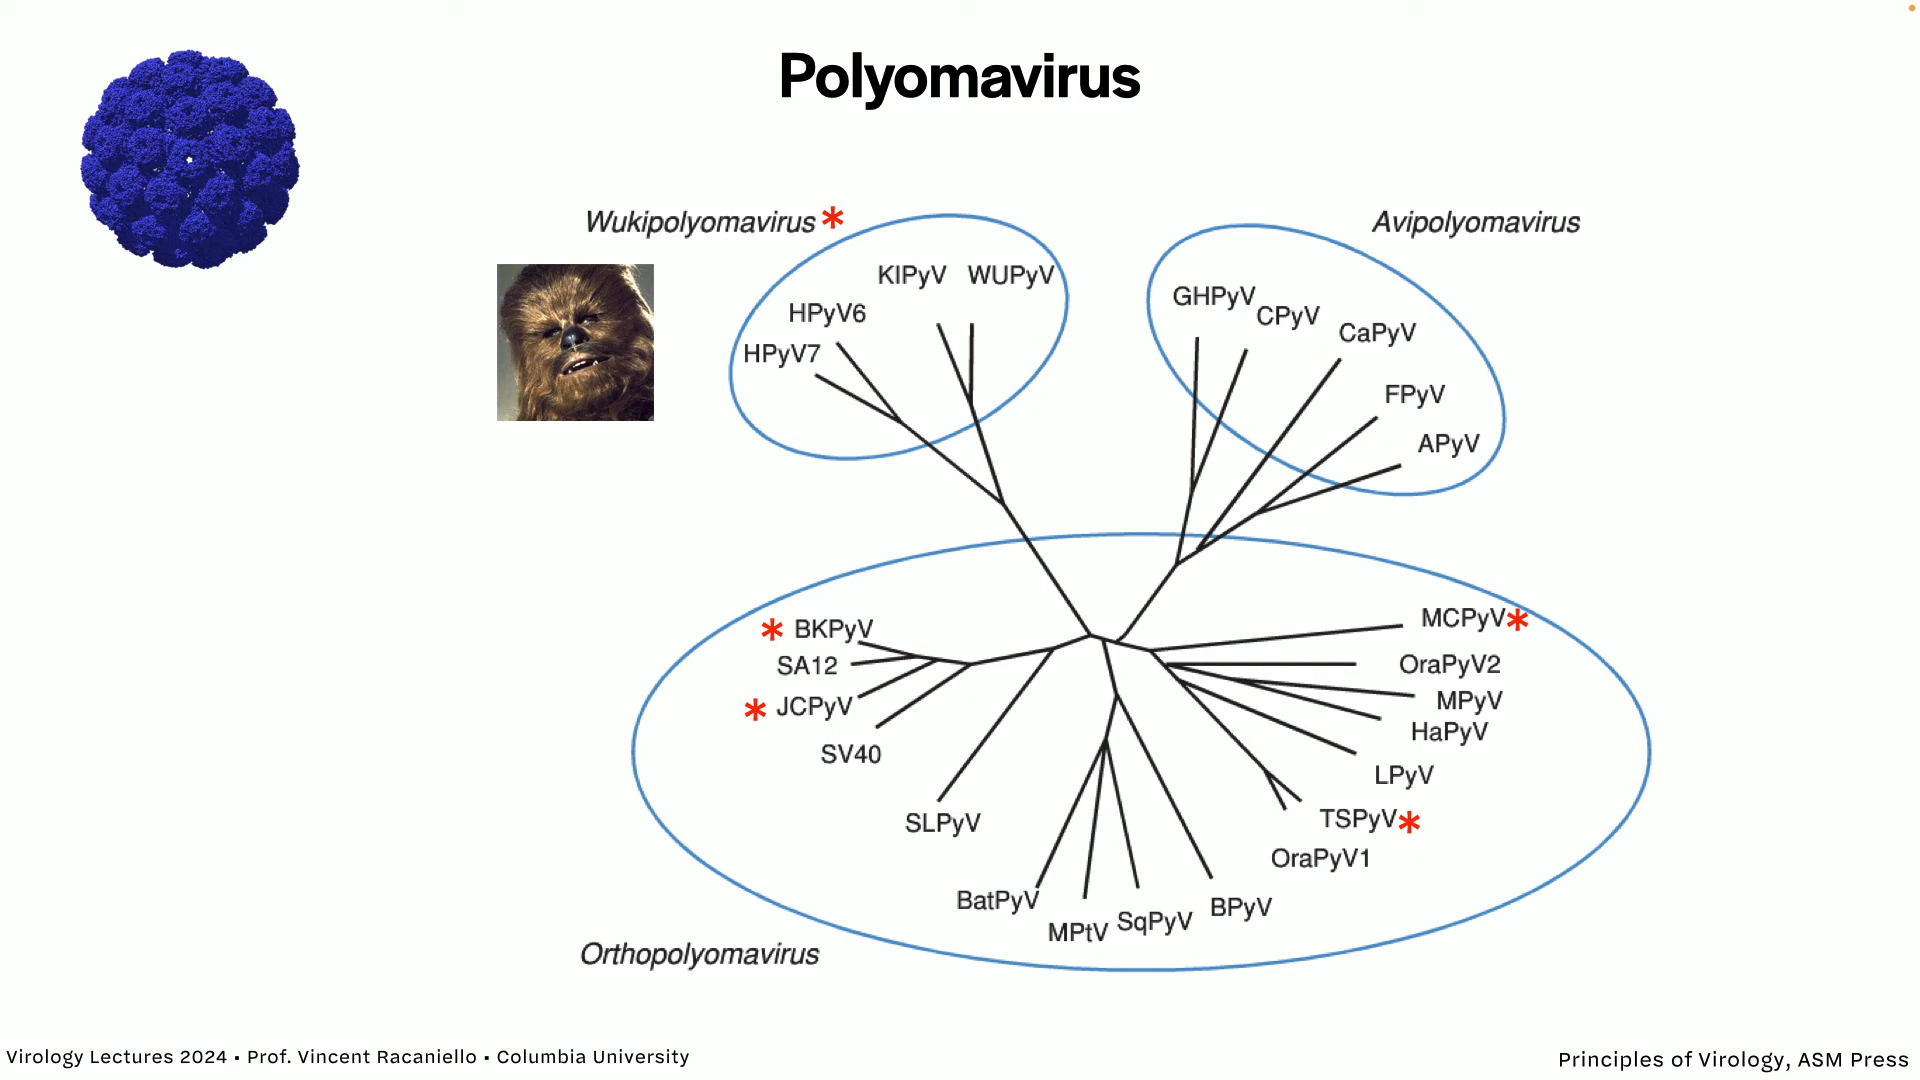 Polyomavirus
Wukipolyomavirus *
Avipolyomavirus
KIPyV WUPyV
HPyV6
HPyV7
GHPyV
CPyV
CaPyV
FPyV
APyV
* BKPyV
SA12
* JCPyV
SV40
SLPyV
BatPyV
MPtV
SqPyV
BPyV
MCPyV*
OraPyV2
MPyV
HaPyV
LPyV
TSPyV*
OraPyV1
Orthopolyomavirus
Virology Lectures 2024 • Prof. Vincent Racaniello • Columbia University
Principles of Virology, ASM Press